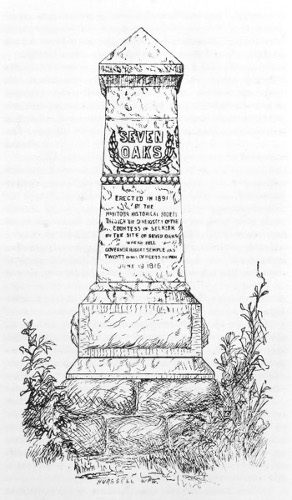 SEVEN
OAKS
ERECTED IN 1891
BY THE
MANITOBA HISTORICAL SOCIETY
THROUGH THE GENEROSITY OF THE
COUNTESS OF SELKIRK
ON THE SITE OF SEVEN OAKS
WHERE FELL
GOVERNOR ROBERT SEMPLE AND
TWENTY OF HIS OFFICERS AND MEN
JUNE 19 1816